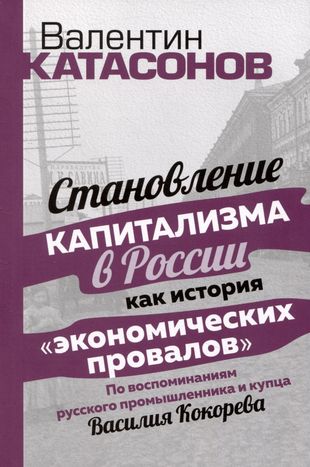 Валентин
КАТАСОНОВ
Становление
КАПИТАЛИЗМА
в России
как история
«экономических
провалов»
По воспоминаниям
русского промышленника и купца
Василия Кокорева